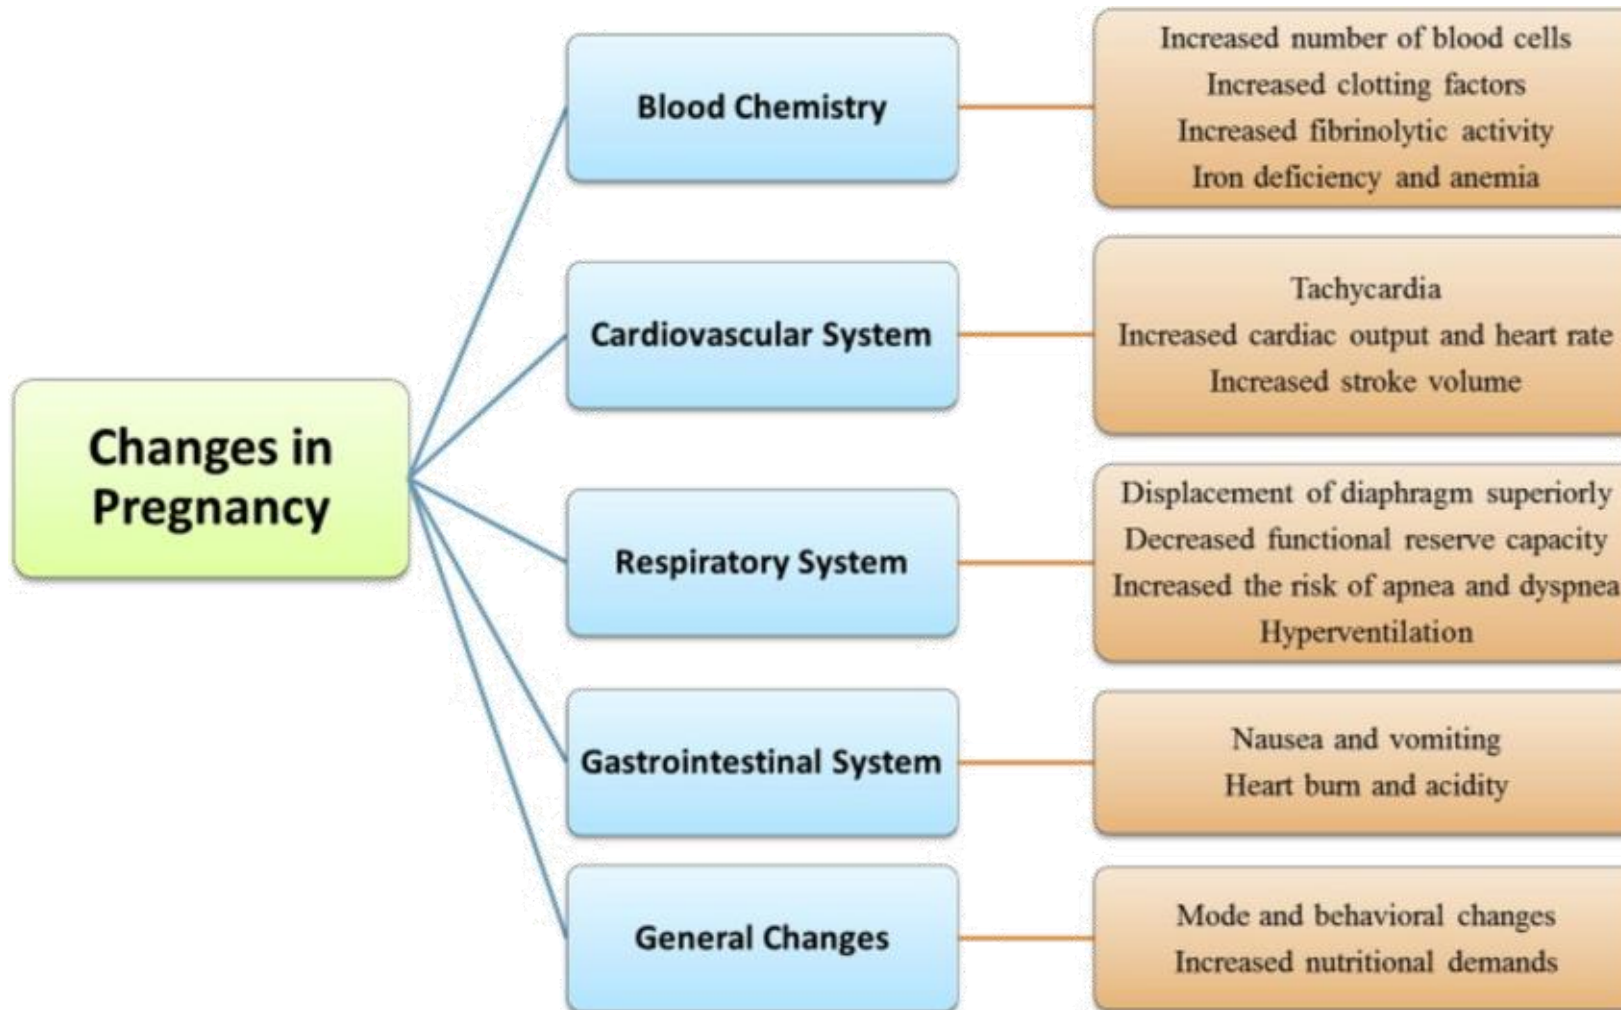 Changes in
Pregnancy
Blood Chemistry
Increased number of blood cells
Increased clotting factors
Increased fibrinolytic activity
Iron deficiency and anemia
Cardiovascular System
Tachycardia
Increased cardiac output and heart rate
Increased stroke volume
Respiratory System
Displacement of diaphragm superiorly
Decreased functional reserve capacity
Increased the risk of apnea and dyspnea
Hyperventilation
Gastrointestinal System
Nausea and vomiting
Heart burn and acidity
General Changes
Mode and behavioral changes
Increased nutritional demands